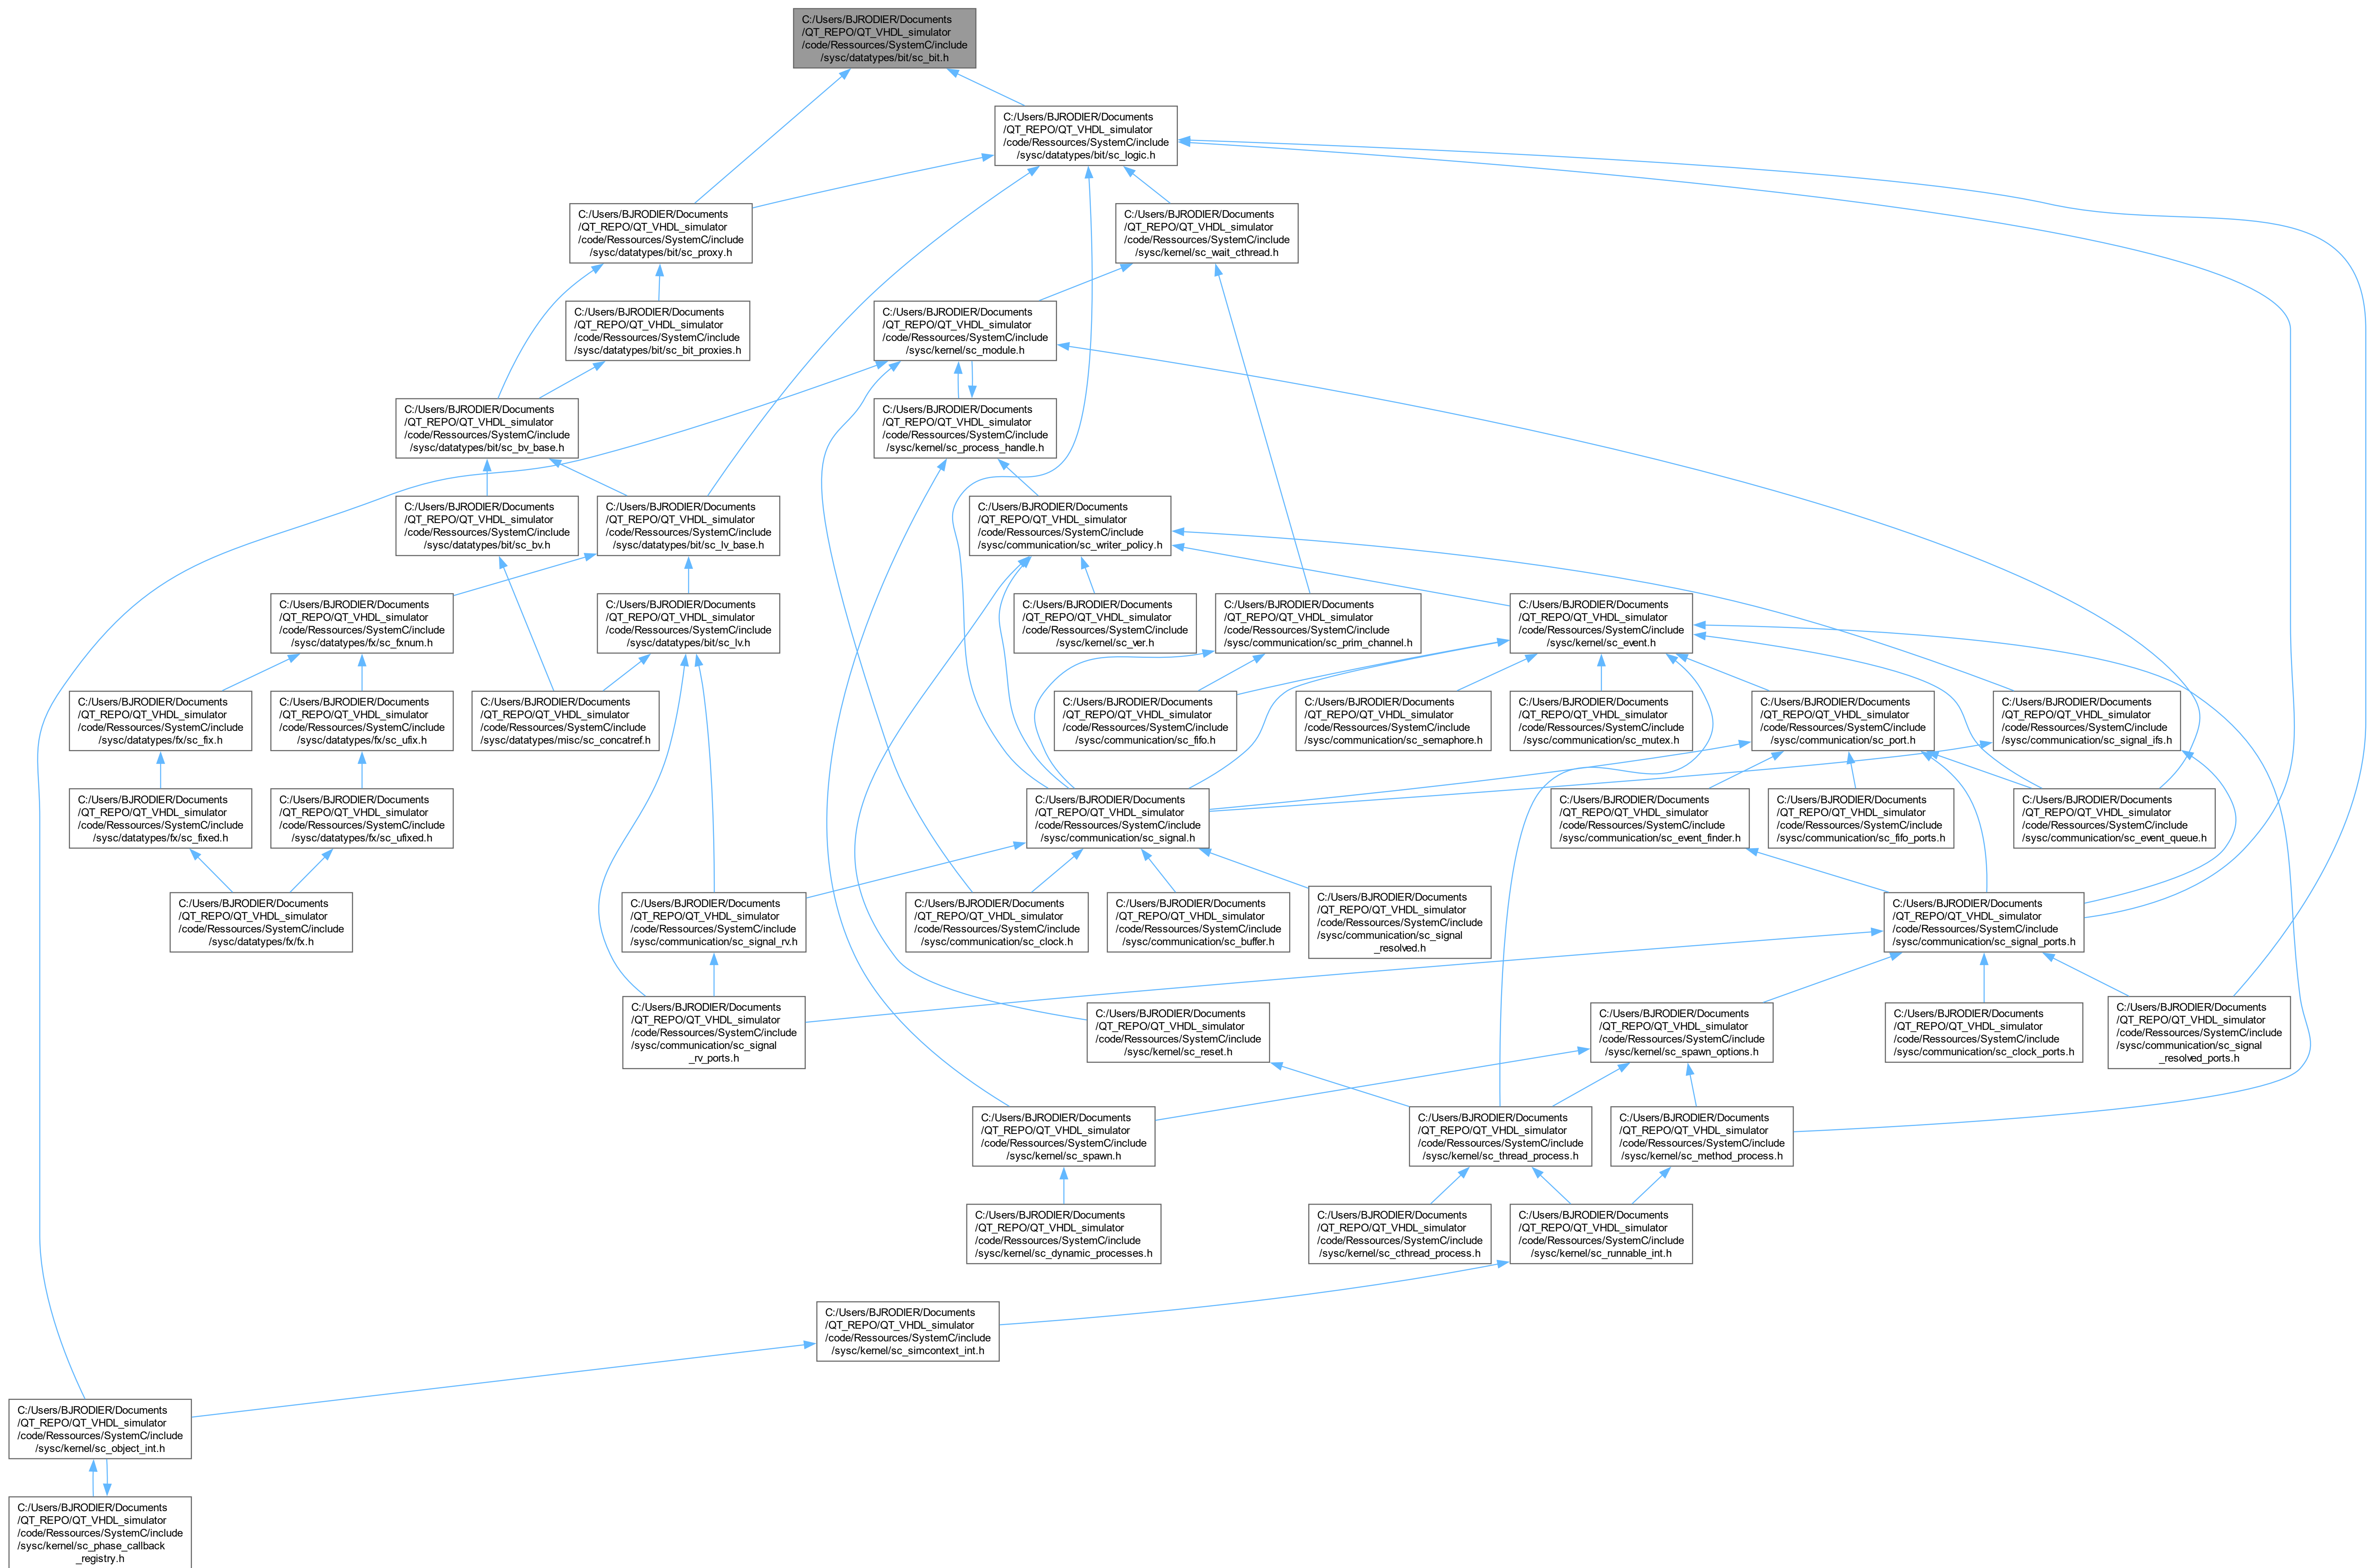 C:/Users/BJRODIER/Documents
/QT_REPO/QT_VHDL_simulator
/code/Ressources/SystemC/include
/sysc/datatypes/bit/sc_bit.h
C:/Users/BJRODIER/Documents
/QT_REPO/QT_VHDL_simulator
/code/Ressources/SystemC/include
/sysc/datatypes/bit/sc_logic.h
C:/Users/BJRODIER/Documents
/QT_REPO/QT_VHDL_simulator
/code/Ressources/SystemC/include
/sysc/datatypes/bit/sc_proxy.h
C:/Users/BJRODIER/Documents
/QT_REPO/QT_VHDL_simulator
/code/Ressources/SystemC/include
/sysc/kernel/sc_wait_cthread.h
C:/Users/BJRODIER/Documents
/QT_REPO/QT_VHDL_simulator
/code/Ressources/SystemC/include
/sysc/datatypes/bit/sc_bit_proxies.h
C:/Users/BJRODIER/Documents
/QT_REPO/QT_VHDL_simulator
/code/Ressources/SystemC/include
/sysc/kernel/sc_module.h
C:/Users/BJRODIER/Documents
/QT_REPO/QT_VHDL_simulator
/code/Ressources/SystemC/include
/sysc/datatypes/bit/sc_bv_base.h
C:/Users/BJRODIER/Documents
/QT_REPO/QT_VHDL_simulator
/code/Ressources/SystemC/include
/sysc/kernel/sc_process_handle.h
C:/Users/BJRODIER/Documents
/QT_REPO/QT_VHDL_simulator
/code/Ressources/SystemC/include
/sysc/datatypes/bit/sc_bv.h
C:/Users/BJRODIER/Documents
/QT_REPO/QT_VHDL_simulator
/code/Ressources/SystemC/include
/sysc/datatypes/bit/sc_lv_base.h
C:/Users/BJRODIER/Documents
/QT_REPO/QT_VHDL_simulator
/code/Ressources/SystemC/include
/sysc/communication/sc_writer_policy.h
C:/Users/BJRODIER/Documents
/QT_REPO/QT_VHDL_simulator
/code/Ressources/SystemC/include
/sysc/datatypes/fx/sc_fxnum.h
C:/Users/BJRODIER/Documents
/QT_REPO/QT_VHDL_simulator
/code/Ressources/SystemC/include
/sysc/datatypes/bit/sc_lv.h
C:/Users/BJRODIER/Documents
/QT_REPO/QT_VHDL_simulator
/code/Ressources/SystemC/include
/sysc/kernel/sc_ver.h
C:/Users/BJRODIER/Documents
/QT_REPO/QT_VHDL_simulator
/code/Ressources/SystemC/include
/sysc/communication/sc_prim_channel.h
C:/Users/BJRODIER/Documents
/QT_REPO/QT_VHDL_simulator
/code/Ressources/SystemC/include
/sysc/kernel/sc_event.h
C:/Users/BJRODIER/Documents
/QT_REPO/QT_VHDL_simulator
/code/Ressources/SystemC/include
/sysc/datatypes/fx/sc_fix.h
C:/Users/BJRODIER/Documents
/QT_REPO/QT_VHDL_simulator
/code/Ressources/SystemC/include
/sysc/datatypes/fx/sc_ufix.h
C:/Users/BJRODIER/Documents
/QT_REPO/QT_VHDL_simulator
/code/Ressources/SystemC/include
/sysc/datatypes/misc/sc_concatref.h
C:/Users/BJRODIER/Documents
/QT_REPO/QT_VHDL_simulator
/code/Ressources/SystemC/include
/sysc/communication/sc_fifo.h
C:/Users/BJRODIER/Documents
/QT_REPO/QT_VHDL_simulator
/code/Ressources/SystemC/include
/sysc/communication/sc_semaphore.h
C:/Users/BJRODIER/Documents
/QT_REPO/QT_VHDL_simulator
/code/Ressources/SystemC/include
/sysc/communication/sc_mutex.h
C:/Users/BJRODIER/Documents
/QT_REPO/QT_VHDL_simulator
/code/Ressources/SystemC/include
/sysc/communication/sc_port.h
C:/Users/BJRODIER/Documents
/QT_REPO/QT_VHDL_simulator
/code/Ressources/SystemC/include
/sysc/communication/sc_signal_ifs.h
C:/Users/BJRODIER/Documents
/QT_REPO/QT_VHDL_simulator
/code/Ressources/SystemC/include
/sysc/datatypes/fx/sc_fixed.h
C:/Users/BJRODIER/Documents
/QT_REPO/QT_VHDL_simulator
/code/Ressources/SystemC/include
/sysc/datatypes/fx/sc_ufixed.h
C:/Users/BJRODIER/Documents
/QT_REPO/QT_VHDL_simulator
/code/Ressources/SystemC/include
/sysc/communication/sc_signal.h
C:/Users/BJRODIER/Documents
/QT_REPO/QT_VHDL_simulator
/code/Ressources/SystemC/include
/sysc/communication/sc_event_finder.h
C:/Users/BJRODIER/Documents
/QT_REPO/QT_VHDL_simulator
/code/Ressources/SystemC/include
/sysc/communication/sc_fifo_ports.h
C:/Users/BJRODIER/Documents
/QT_REPO/QT_VHDL_simulator
/code/Ressources/SystemC/include
/sysc/communication/sc_event_queue.h
C:/Users/BJRODIER/Documents
/QT_REPO/QT_VHDL_simulator
/code/Ressources/SystemC/include
/sysc/datatypes/fx/fx.h
C:/Users/BJRODIER/Documents
/QT_REPO/QT_VHDL_simulator
/code/Ressources/SystemC/include
/sysc/communication/sc_signal_rv.h
C:/Users/BJRODIER/Documents
/QT_REPO/QT_VHDL_simulator
/code/Ressources/SystemC/include
/sysc/communication/sc_clock.h
C:/Users/BJRODIER/Documents
/QT_REPO/QT_VHDL_simulator
/code/Ressources/SystemC/include
/sysc/communication/sc_buffer.h
C:/Users/BJRODIER/Documents
/QT_REPO/QT_VHDL_simulator
/code/Ressources/SystemC/include
/sysc/communication/sc_signal
_resolved.h
C:/Users/BJRODIER/Documents
/QT_REPO/QT_VHDL_simulator
/code/Ressources/SystemC/include
/sysc/communication/sc_signal_ports.h
C:/Users/BJRODIER/Documents
/QT_REPO/QT_VHDL_simulator
/code/Ressources/SystemC/include
/sysc/communication/sc_signal
_rv_ports.h
C:/Users/BJRODIER/Documents
/QT_REPO/QT_VHDL_simulator
/code/Ressources/SystemC/include
/sysc/kernel/sc_reset.h
C:/Users/BJRODIER/Documents
/QT_REPO/QT_VHDL_simulator
/code/Ressources/SystemC/include
/sysc/kernel/sc_spawn_options.h
C:/Users/BJRODIER/Documents
/QT_REPO/QT_VHDL_simulator
/code/Ressources/SystemC/include
/sysc/communication/sc_clock_ports.h
C:/Users/BJRODIER/Documents
/QT_REPO/QT_VHDL_simulator
/code/Ressources/SystemC/include
/sysc/communication/sc_signal
_resolved_ports.h
C:/Users/BJRODIER/Documents
/QT_REPO/QT_VHDL_simulator
/code/Ressources/SystemC/include
/sysc/kernel/sc_spawn.h
C:/Users/BJRODIER/Documents
/QT_REPO/QT_VHDL_simulator
/code/Ressources/SystemC/include
/sysc/kernel/sc_thread_process.h
C:/Users/BJRODIER/Documents
/QT_REPO/QT_VHDL_simulator
/code/Ressources/SystemC/include
/sysc/kernel/sc_method_process.h
C:/Users/BJRODIER/Documents
/QT_REPO/QT_VHDL_simulator
/code/Ressources/SystemC/include
/sysc/kernel/sc_dynamic_processes.h
C:/Users/BJRODIER/Documents
/QT_REPO/QT_VHDL_simulator
/code/Ressources/SystemC/include
/sysc/kernel/sc_cthread_process.h
C:/Users/BJRODIER/Documents
/QT_REPO/QT_VHDL_simulator
/code/Ressources/SystemC/include
/sysc/kernel/sc_runnable_int.h
C:/Users/BJRODIER/Documents
/QT_REPO/QT_VHDL_simulator
/code/Ressources/SystemC/include
/sysc/kernel/sc_simcontext_int.h
C:/Users/BJRODIER/Documents
/QT_REPO/QT_VHDL_simulator
/code/Ressources/SystemC/include
/sysc/kernel/sc_object_int.h
C:/Users/BJRODIER/Documents
/QT_REPO/QT_VHDL_simulator
/code/Ressources/SystemC/include
/sysc/kernel/sc_phase_callback
_registry.h